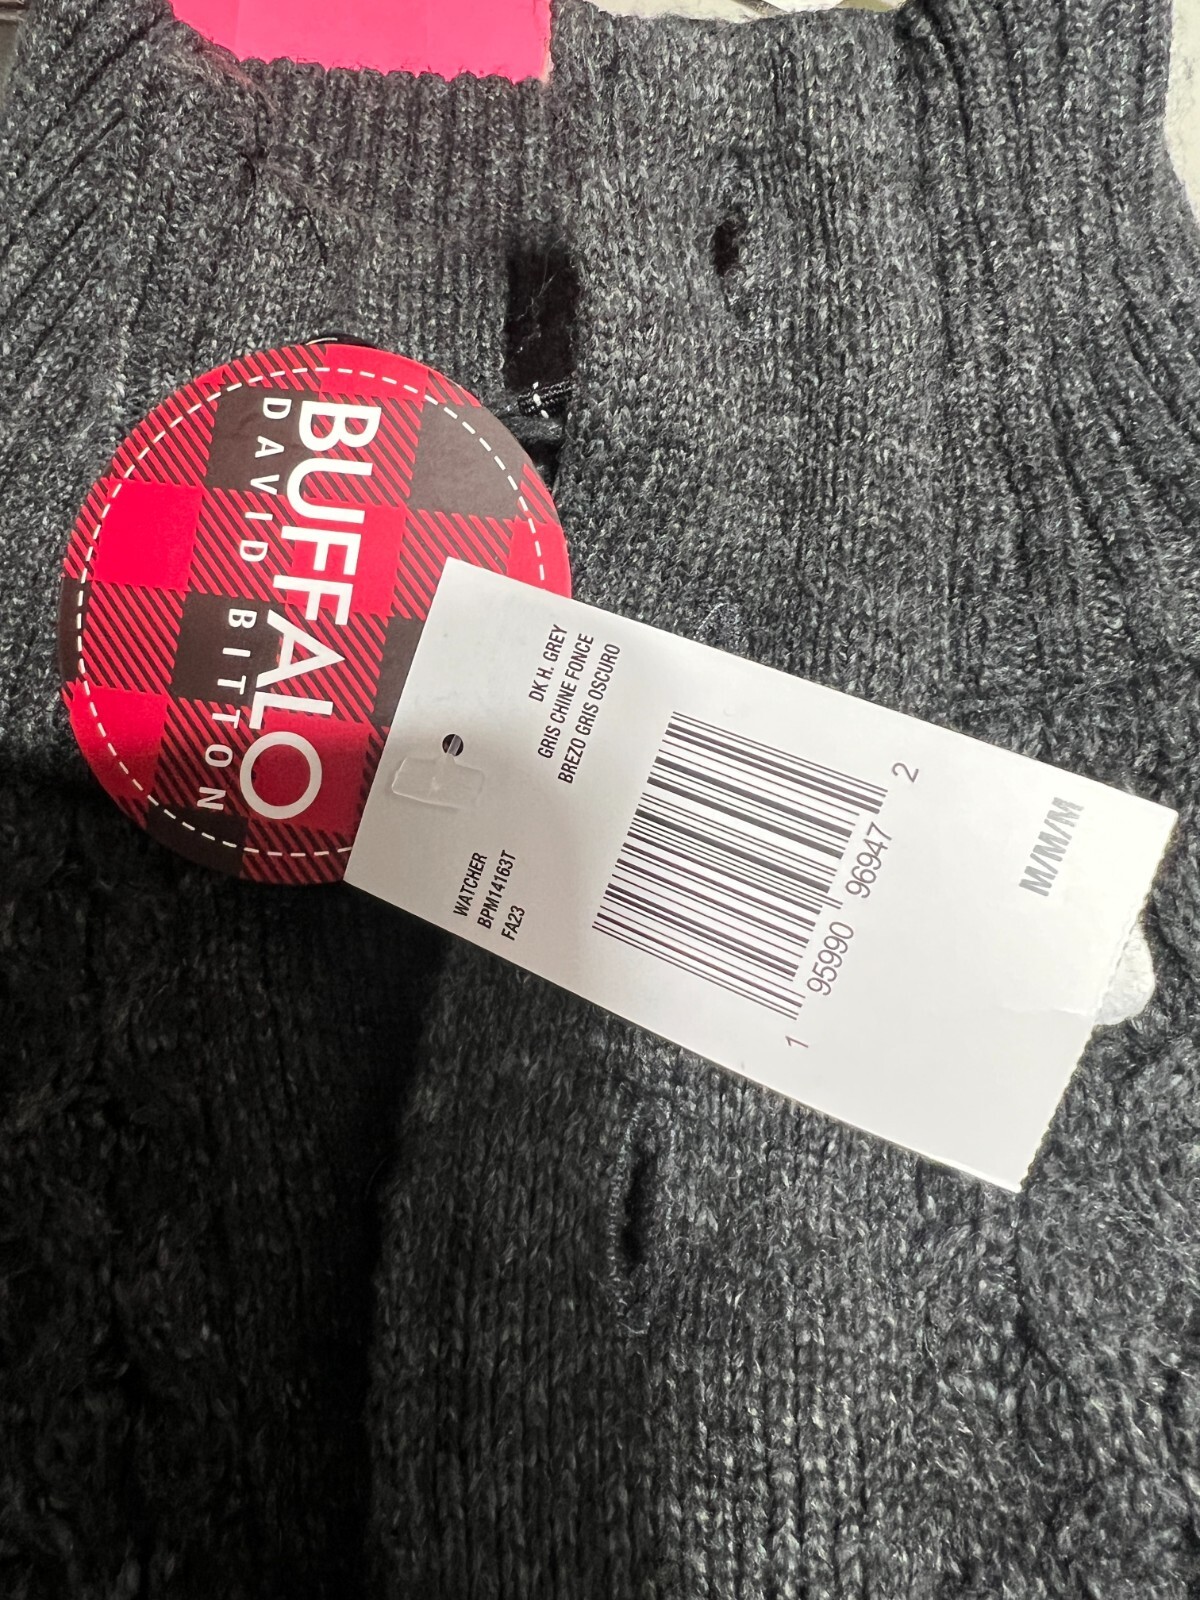 BUFFALO
DAVID BITTON
DK H. GREY
GRIS CHINE FONCE
BREZO GRIS OSCURO
WATCHER
BPM14163T
FA23
1 95990 96947 2
M/M/M